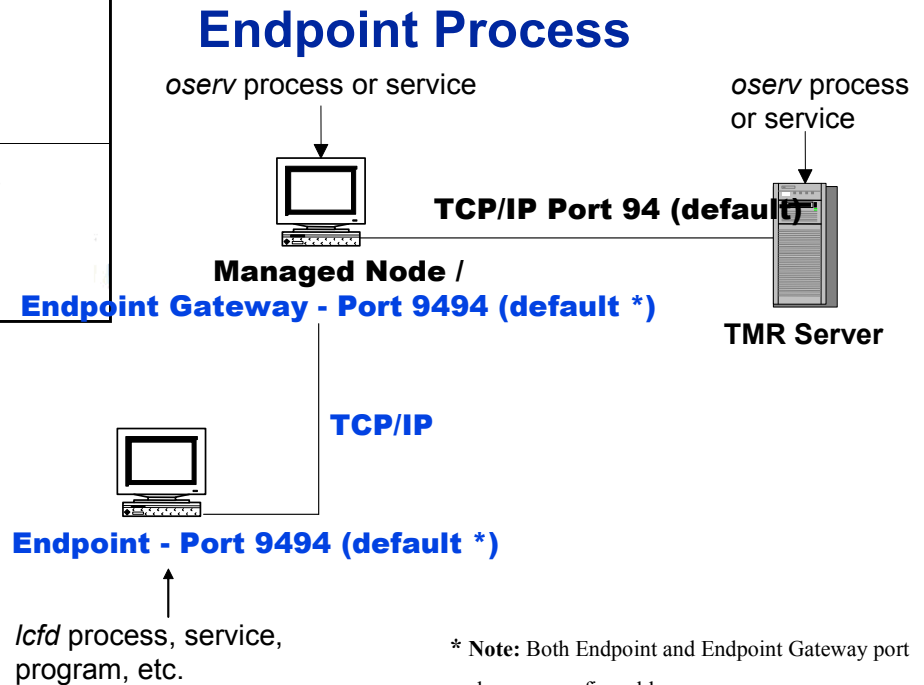 Endpoint Process
oserv process or service
oserv process
or service
TCP/IP Port 94 (default)
Managed Node /
Endpoint Gateway - Port 9494 (default *)
TMR Server
TCP/IP
Endpoint - Port 9494 (default *)
lcfd process, service,
program, etc.
* Note: Both Endpoint and Endpoint Gateway port